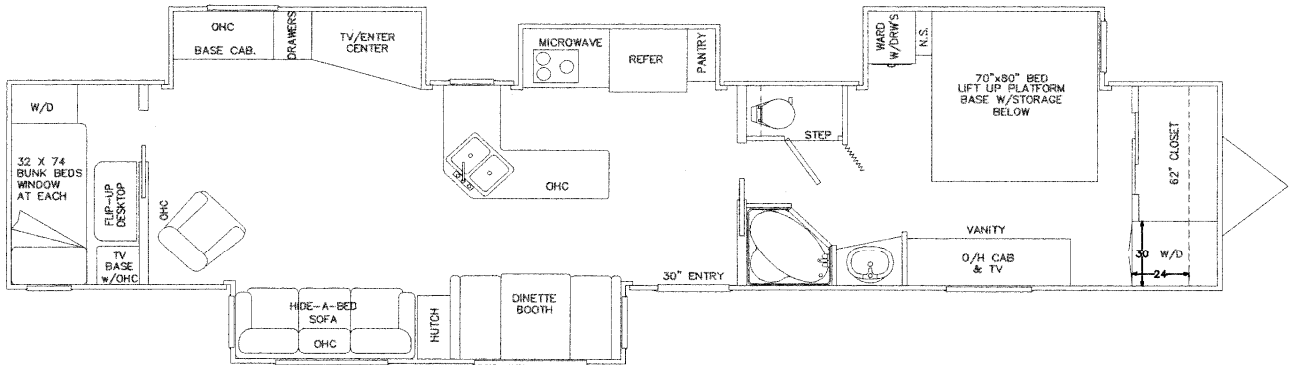 OHC
BASE CAB.
DRAWERS
TV/ENTER
CENTER
MICROWAVE
REFER
PANTRY
WARD
W/DRW'S
N.S.
70"x80" BED
LIFT UP PLATFORM
BASE W/STORAGE
BELOW
W/D
32 X 74
BUNK BEDS
WINDOW
AT EACH
FLIP-UP
DESKTOP
TV
BASE
w/OHC
OHC
OHC
STEP
62" CLOSET
VANITY
O/H CAB
& TV
30 W/D
24
30" ENTRY
HIDE-A-BED
SOFA
OHC
HUTCH
DINETTE
BOOTH